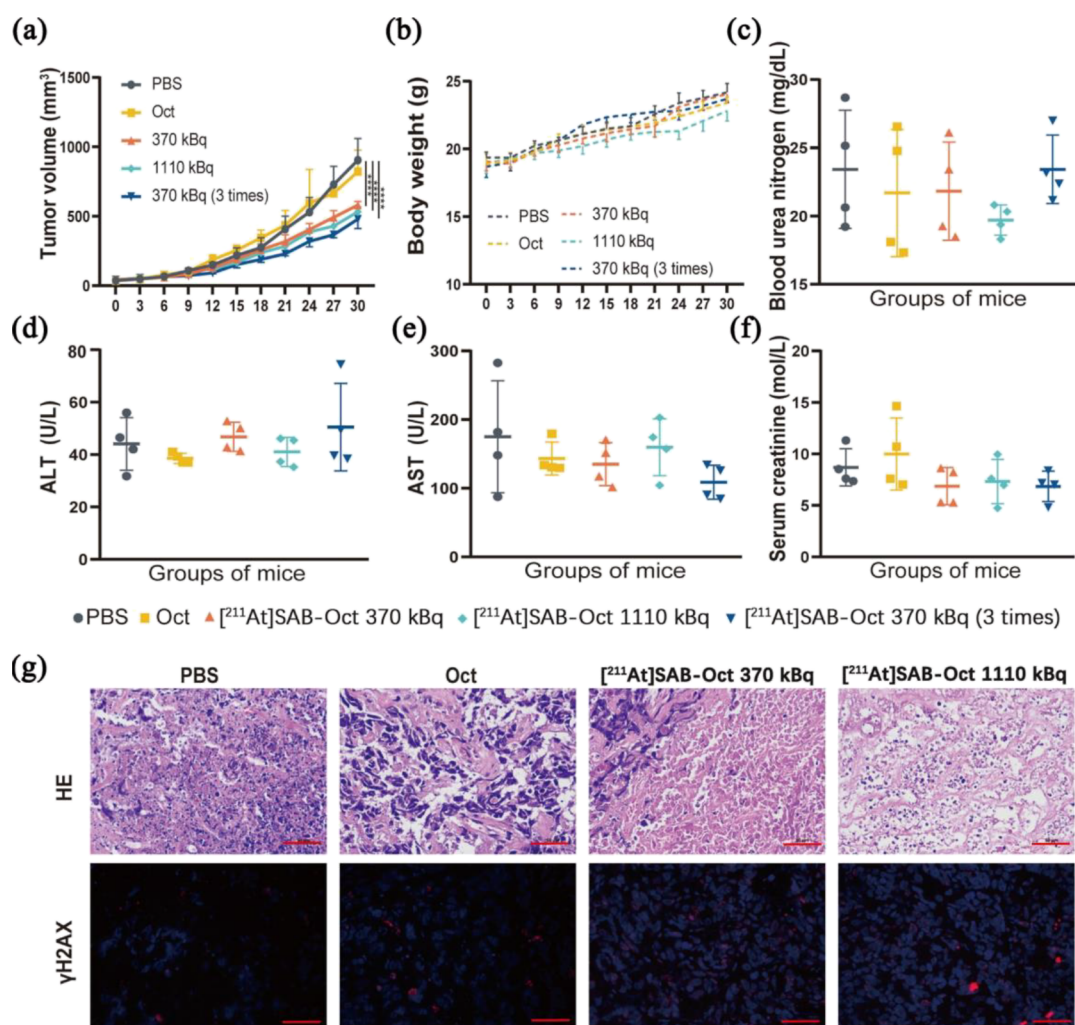 (a)
Tumor volume (mm³)
1500
1000
500
0
PBS
Oct
370 kBq
1110 kBq
370 kBq (3 times)
****
****
****
0 3 6 9 12 15 18 21 24 27 30
(b)
Body weight (g)
25
20
15
10
PBS
Oct
370 kBq
1110 kBq
370 kBq (3 times)
0 3 6 9 12 15 18 21 24 27 30
(c)
Blood urea nitrogen (mg/dL)
30
25
20
15
Groups of mice
(d)
ALT (U/L)
80
60
40
20
0
Groups of mice
(e)
AST (U/L)
300
200
100
0
Groups of mice
(f)
Serum creatinine (mol/L)
20
15
10
5
0
Groups of mice
PBS Oct [²¹¹At]SAB-Oct 370 kBq [²¹¹At]SAB-Oct 1110 kBq [²¹¹At]SAB-Oct 370 kBq (3 times)
(g)
PBS Oct [²¹¹At]SAB-Oct 370 kBq [²¹¹At]SAB-Oct 1110 kBq
HE
γH2AX